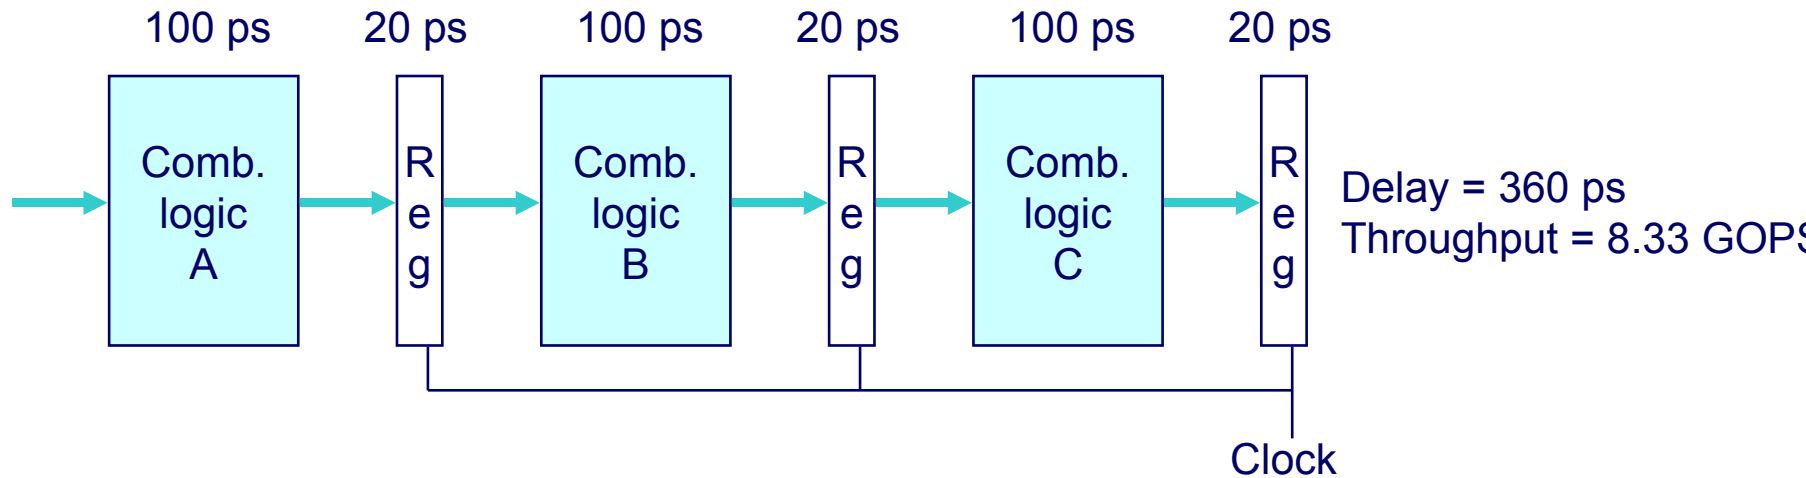 100 ps 20 ps 100 ps 20 ps 100 ps 20 ps
Comb.
logic
A
R
e
g
Comb.
logic
B
R
e
g
Comb.
logic
C
R
e
g
Delay = 360 ps
Throughput = 8.33 GOPS
Clock